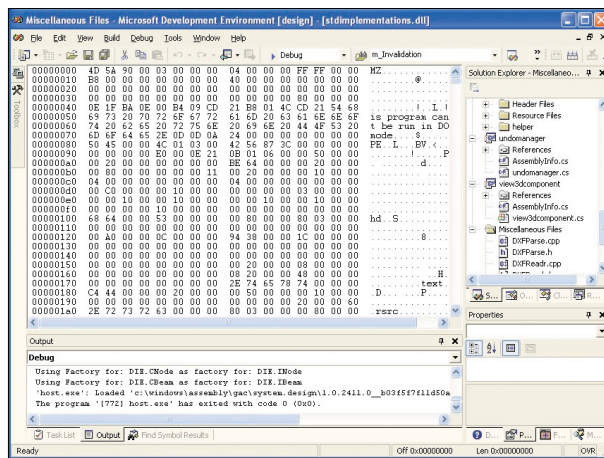 Miscellaneous Files - Microsoft Development Environment [design] - [stdimplementations.dll]
File Edit View Build Debug Tools Window Help
Debug m_Invalidation
00000000 4D 5A 90 00 03 00 00 00 04 00 00 00 FF FF 00 00 MZ..............
00000010 B8 00 00 00 00 00 00 00 40 00 00 00 00 00 00 00 ........@.......
00000020 00 00 00 00 00 00 00 00 00 00 00 00 00 00 00 00 ................
00000030 00 00 00 00 00 00 00 00 00 00 00 00 80 00 00 00 ................
00000040 0E 1F BA 0E 00 B4 09 CD 21 B8 01 4C CD 21 54 68 ........!..L.!Th
00000050 69 73 20 70 72 6F 67 72 61 6D 20 63 61 6E 6E 6F is program canno
00000060 74 20 62 65 20 72 75 6E 20 69 6E 20 44 4F 53 20 t be run in DOS
00000070 6D 6F 64 65 2E 0D 0D 0A 24 00 00 00 00 00 00 00 mode....$.......
00000080 50 45 00 00 4C 01 03 00 42 56 87 3C 00 00 00 00 PE..L...BV.<....
00000090 00 00 00 00 E0 00 0E 21 0B 01 06 00 00 50 00 00 .......!.....P..
000000a0 00 20 00 00 00 00 00 00 BE 64 00 00 00 20 00 00 . .......d... ..
000000b0 00 80 00 00 00 00 00 11 00 20 00 00 00 10 00 00
000000c0 04 00 00 00 00 00 00 00 04 00 00 00 00 00 00 00
000000d0 00 C0 00 00 00 10 00 00 00 00 00 00 03 00 00 00
000000e0 00 00 10 00 00 10 00 00 00 00 10 00 00 10 00 00
000000f0 00 00 00 00 10 00 00 00 00 00 00 00 00 00 00 00
00000100 68 64 00 00 53 00 00 00 00 80 00 00 80 03 00 00 hd..S...........
00000110 00 00 00 00 00 00 00 00 00 00 00 00 00 00 00 00
00000120 00 A0 00 00 0C 00 00 00 94 38 00 00 1C 00 00 00 .........8......
00000130 00 00 00 00 00 00 00 00 00 00 00 00 00 00 00 00
00000140 00 00 00 00 00 00 00 00 00 00 00 00 00 00 00 00
00000150 00 00 00 00 00 00 00 00 00 20 00 00 08 00 00 00
00000160 00 00 00 00 00 00 00 00 08 20 00 00 48 00 00 00 ......... ..H...
00000170 00 00 00 00 00 00 00 00 2E 74 65 78 74 00 00 00 .........text...
00000180 C4 44 00 00 00 20 00 00 00 50 00 00 00 10 00 00 .D... ...P......
00000190 00 00 00 00 00 00 00 00 00 00 00 00 20 00 00 60
000001a0 2E 72 73 72 63 00 00 00 80 03 00 00 00 80 00 00 .rsrc...........
Toolbox
Solution Explorer - Miscellaneo...
Header Files
Resource Files
helper
undomanager
References
AssemblyInfo.cs
undomanager.cs
view3dcomponent
References
AssemblyInfo.cs
view3dcomponent.cs
Miscellaneous Files
DXFParse.cpp
DXFParse.h
DXFReadr.cpp
S... O... Cl... R...
Properties
Output
Debug
Using Factory for: DIE.CNode as factory for: DIE.INode
Using Factory for: DIE.CBeam as factory for: DIE.IBeam
'host.exe': Loaded 'c:\windows\assembly\gac\system.design\1.0.2411.0__b03f5f7f11d50a
The program '[772] host.exe' has exited with code 0 (0x0).
Task List Output Find Symbol Results
D... P... F... M...
Ready Off 0x00000000 Len 0x00000000 OVR